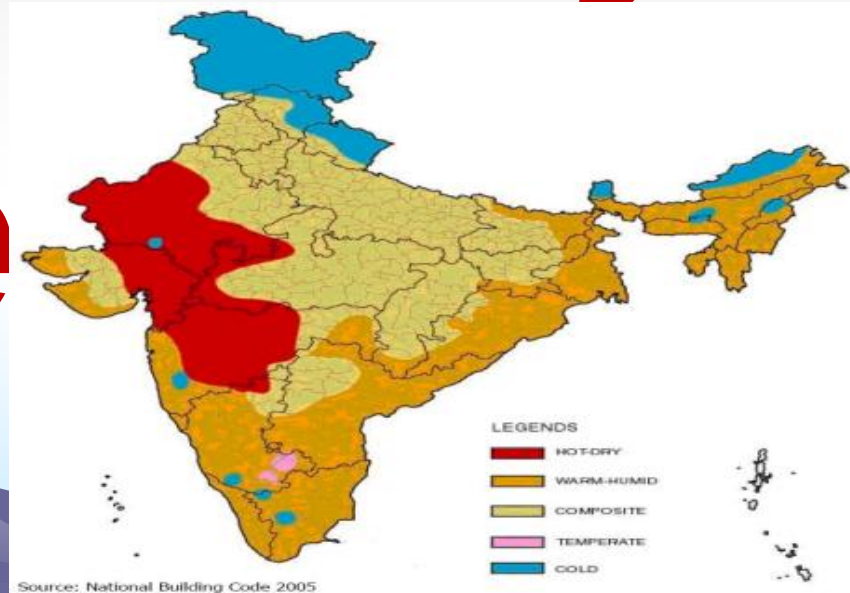 LEGENDS
HOT-DRY
WARM-HUMID
COMPOSITE
TEMPERATE
COLD
Source: National Building Code 2005